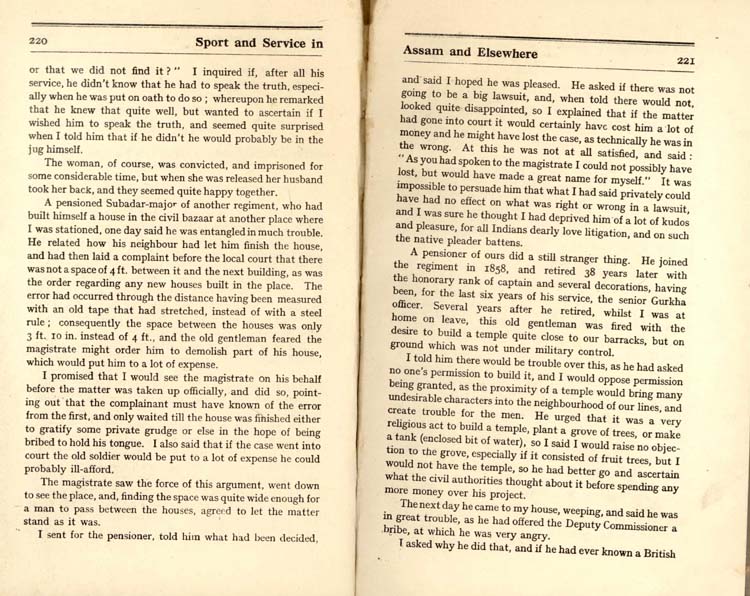 220
Sport and Service in
or that we did not find it?" I inquired if, after all his
service, he didn't know that he had to speak the truth, especi-
ally when he was put on oath to do so; whereupon he remarked
that he knew that quite well, but wanted to ascertain if I
wished him to speak the truth, and seemed quite surprised
when I told him that if he didn't he would probably be in the
jug himself.
The woman, of course, was convicted, and imprisoned for
some considerable time, but when she was released her husband
took her back, and they seemed quite happy together.
A pensioned Subadar-major of another regiment, who had
built himself a house in the civil bazaar at another place where
I was stationed, one day said he was entangled in much trouble.
He related how his neighbour had let him finish the house,
and had then laid a complaint before the local court that there
was not a space of 4 ft. between it and the next building, as was
the order regarding any new houses built in the place. The
error had occurred through the distance having been measured
with an old tape that had stretched, instead of with a steel
rule; consequently the space between the houses was only
3 ft. 10 in. instead of 4 ft., and the old gentleman feared the
magistrate might order him to demolish part of his house,
which would put him to a lot of expense.
I promised that I would see the magistrate on his behalf
before the matter was taken up officially, and did so, point-
ing out that the complainant must have known of the error
from the first, and only waited till the house was finished either
to gratify some private grudge or else in the hope of being
bribed to hold his tongue. I also said that if the case went into
court the old soldier would be put to a lot of expense he could
probably ill-afford.
The magistrate saw the force of this argument, went down
to see the place, and, finding the space was quite wide enough for
a man to pass between the houses, agreed to let the matter
stand as it was.
I sent for the pensioner, told him what had been decided,
Assam and Elsewhere
221
and said I hoped he was pleased. He asked if there was not
going to be a big lawsuit, and, when told there would not,
looked quite disappointed, so I explained that if the matter
had gone into court it would certainly have cost him a lot of
money and he might have lost the case, as technically he was in
the wrong. At this he was not at all satisfied, and said:
"As you had spoken to the magistrate I could not possibly have
lost, but would have made a great name for myself." It was
impossible to persuade him that what I had said privately could
have had no effect on what was right or wrong in a lawsuit,
and I was sure he thought I had deprived him of a lot of kudos
and pleasure, for all Indians dearly love litigation, and on such
the native pleader battens.
A pensioner of ours did a still stranger thing. He joined
the regiment in 1858, and retired 38 years later with
the honorary rank of captain and several decorations, having
been, for the last six years of his service, the senior Gurkha
officer. Several years after he retired, whilst I was at
home on leave, this old gentleman was fired with the
desire to build a temple quite close to our barracks, but on
ground which was not under military control.
I told him there would be trouble over this, as he had asked
no one's permission to build it, and I would oppose permission
being granted, as the proximity of a temple would bring many
undesirable characters into the neighbourhood of our lines, and
create trouble for the men. He urged that it was a very
religious act to build a temple, plant a grove of trees, or make
a tank (enclosed bit of water), so I said I would raise no objec-
tion to the grove, especially if it consisted of fruit trees, but I
would not have the temple, so he had better go and ascertain
what the civil authorities thought about it before spending any
more money over his project.
The next day he came to my house, weeping, and said he was
in great trouble, as he had offered the Deputy Commissioner a
bribe, at which he was very angry.
I asked why he did that, and if he had ever known a British